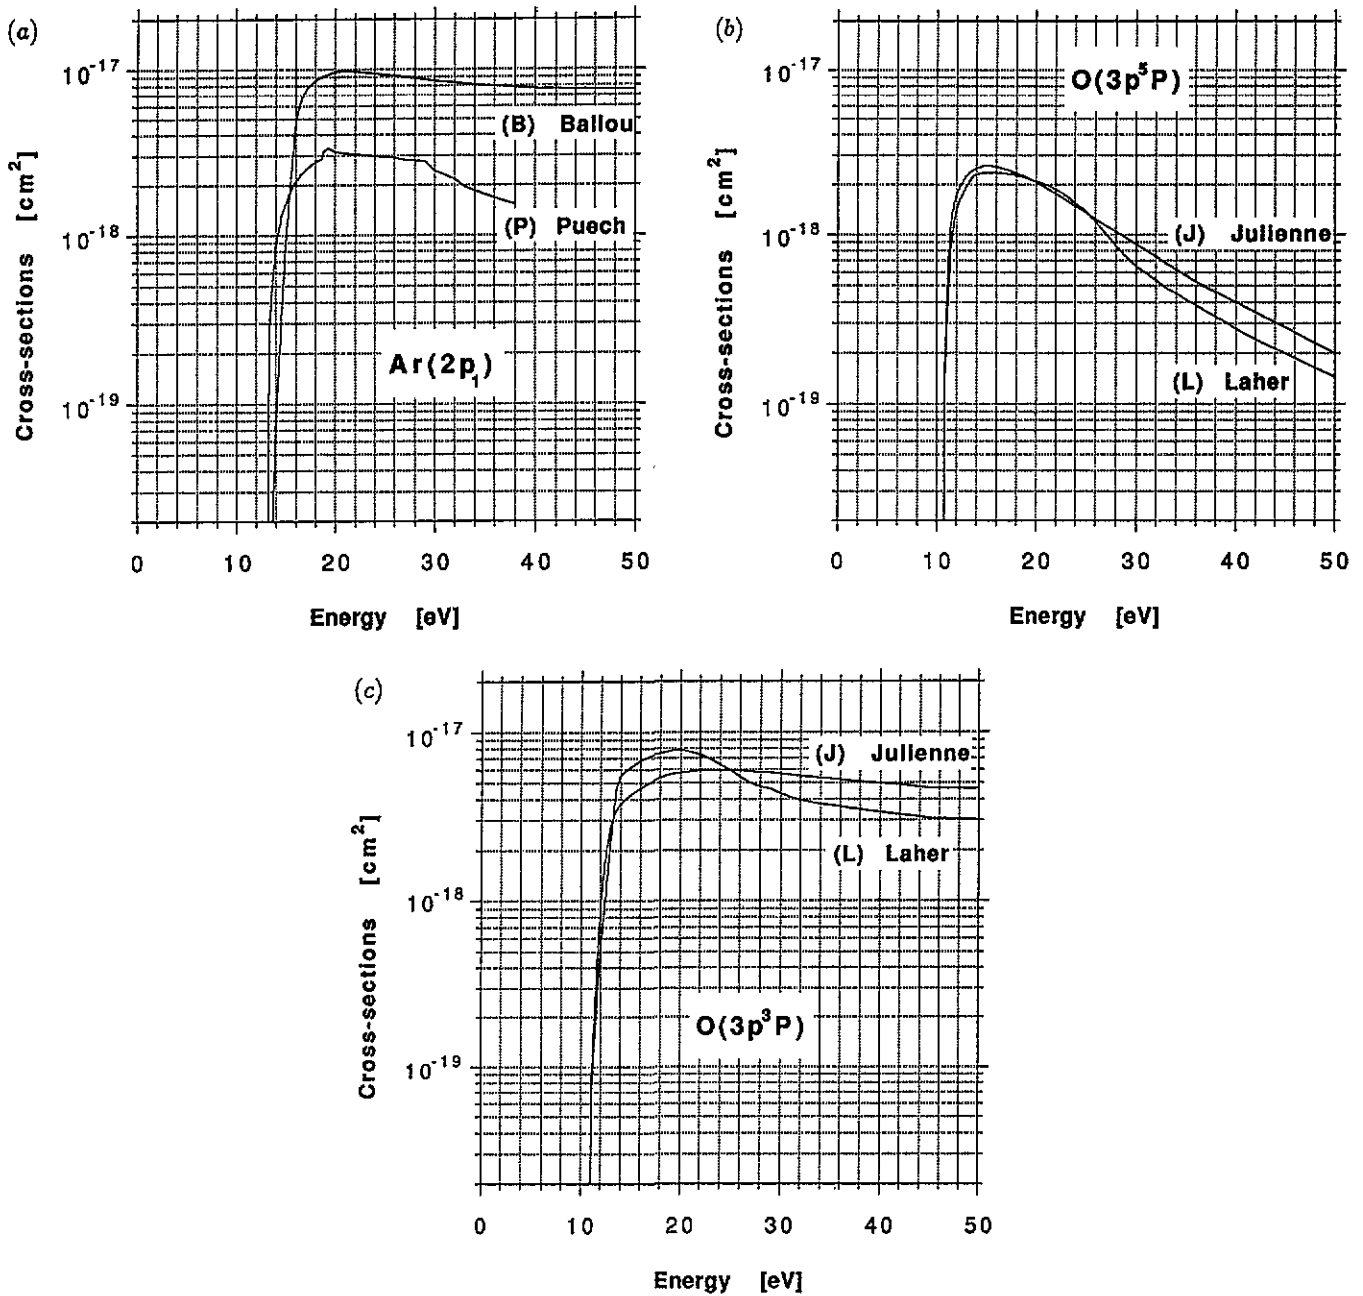 (a)
10-17
10-18
10-19
Cross-sections [cm2]
(B) Ballou
(P) Puech
Ar(2p1)
0 10 20 30 40 50
Energy [eV]
(b)
10-17
10-18
10-19
Cross-sections [cm2]
O(3p5P)
(J) Julienne
(L) Laher
0 10 20 30 40 50
Energy [eV]
(c)
10-17
10-18
10-19
Cross-sections [cm2]
(J) Julienne
(L) Laher
O(3p3P)
0 10 20 30 40 50
Energy [eV]